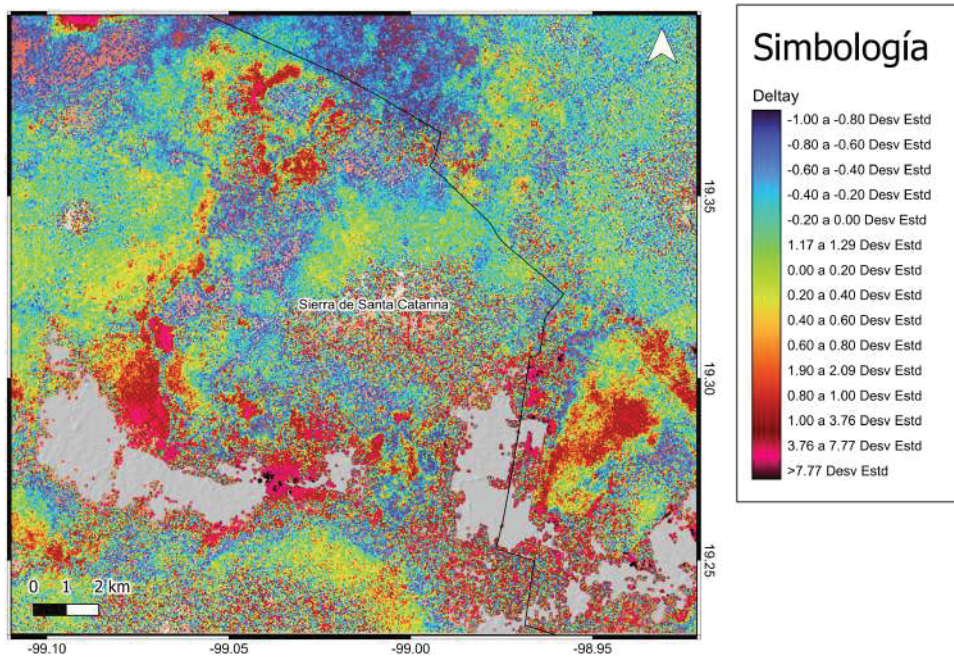 Simbología
Deltay
-1.00 a -0.80 Desv Estd
-0.80 a -0.60 Desv Estd
-0.60 a -0.40 Desv Estd
-0.40 a -0.20 Desv Estd
-0.20 a 0.00 Desv Estd
1.17 a 1.29 Desv Estd
0.00 a 0.20 Desv Estd
0.20 a 0.40 Desv Estd
0.40 a 0.60 Desv Estd
0.60 a 0.80 Desv Estd
1.90 a 2.09 Desv Estd
0.80 a 1.00 Desv Estd
1.00 a 3.76 Desv Estd
3.76 a 7.77 Desv Estd
>7.77 Desv Estd
19.35
Sierra de Santa Catarina
19.30
19.25
0 1 2 km
-99.10 -99.05 -99.00 -98.95